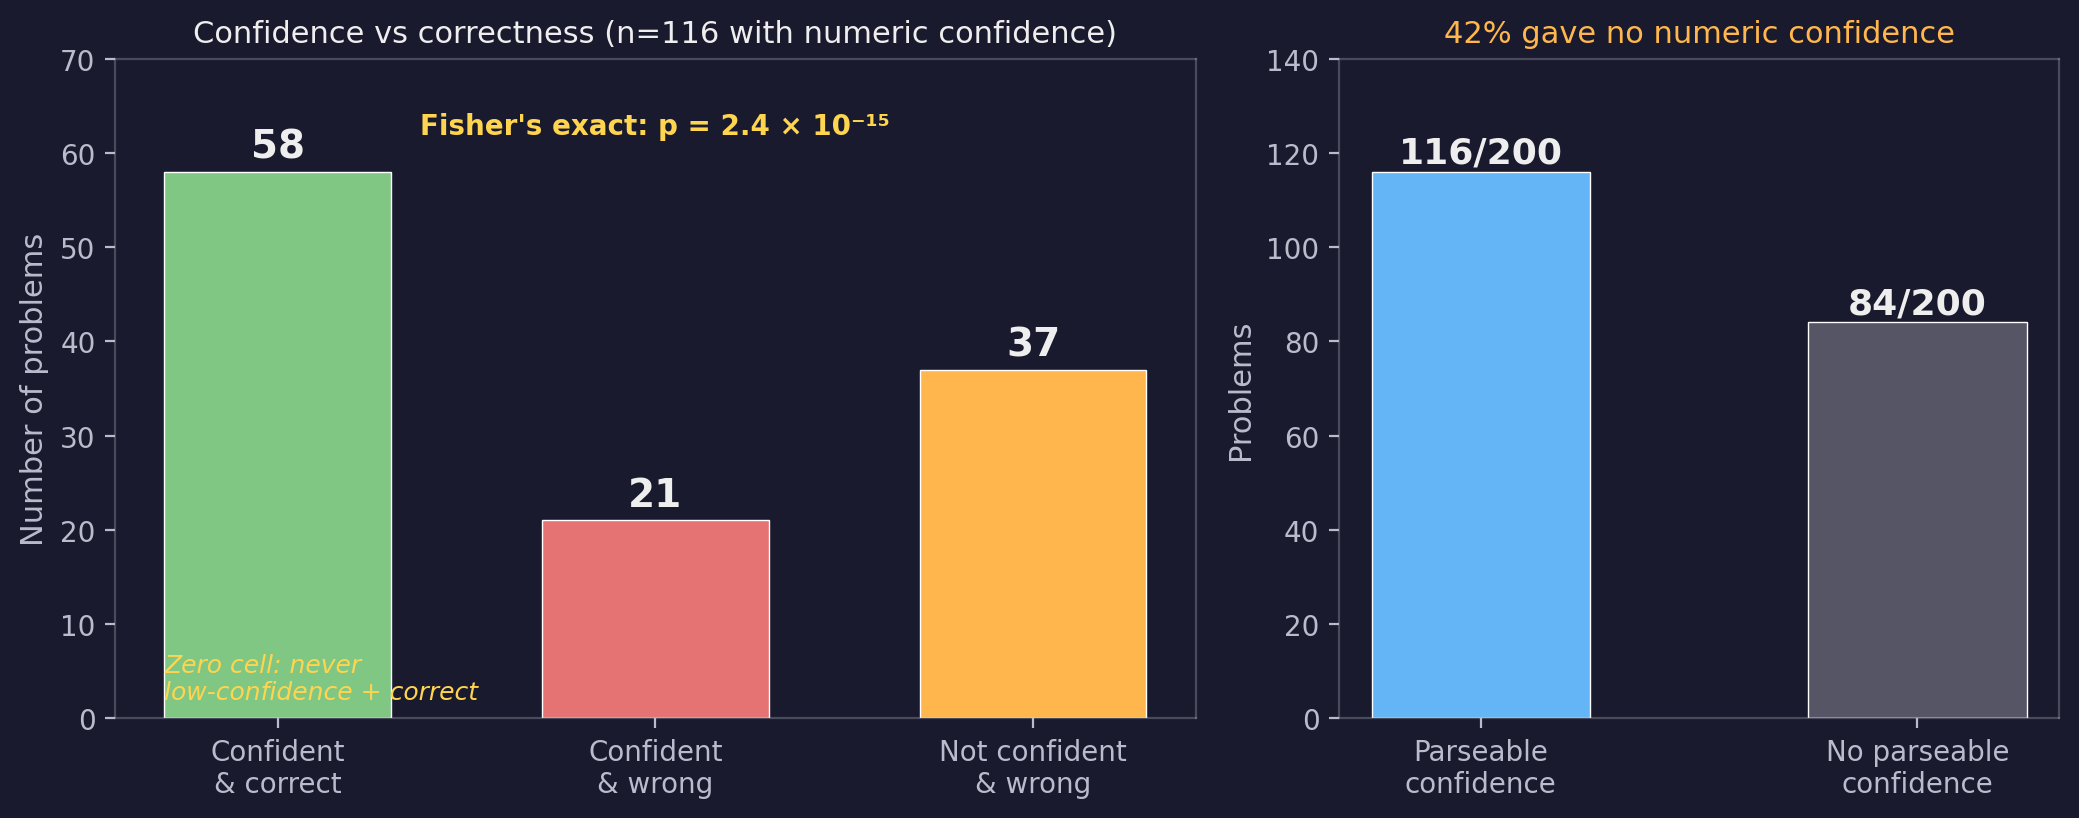 Confidence vs correctness (n=116 with numeric confidence)
Number of problems
70
60
50
40
30
20
10
0
Fisher's exact: p = 2.4 × 10⁻¹⁵
58
21
37
Zero cell: never
low-confidence + correct
Confident
& correct
Confident
& wrong
Not confident
& wrong
42% gave no numeric confidence
Problems
140
120
100
80
60
40
20
0
116/200
84/200
Parseable
confidence
No parseable
confidence